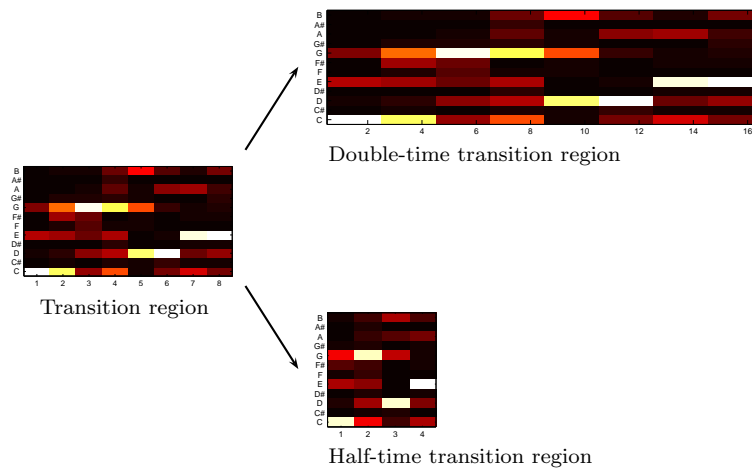 B
A#
A
G#
G
F#
F
E
D#
D
C#
C
2 4 6 8 10 12 14 16
Double-time transition region
B
A#
A
G#
G
F#
F
E
D#
D
C#
C
1 2 3 4 5 6 7 8
Transition region
B
A#
A
G#
G
F#
F
E
D#
D
C#
C
1 2 3 4
Half-time transition region